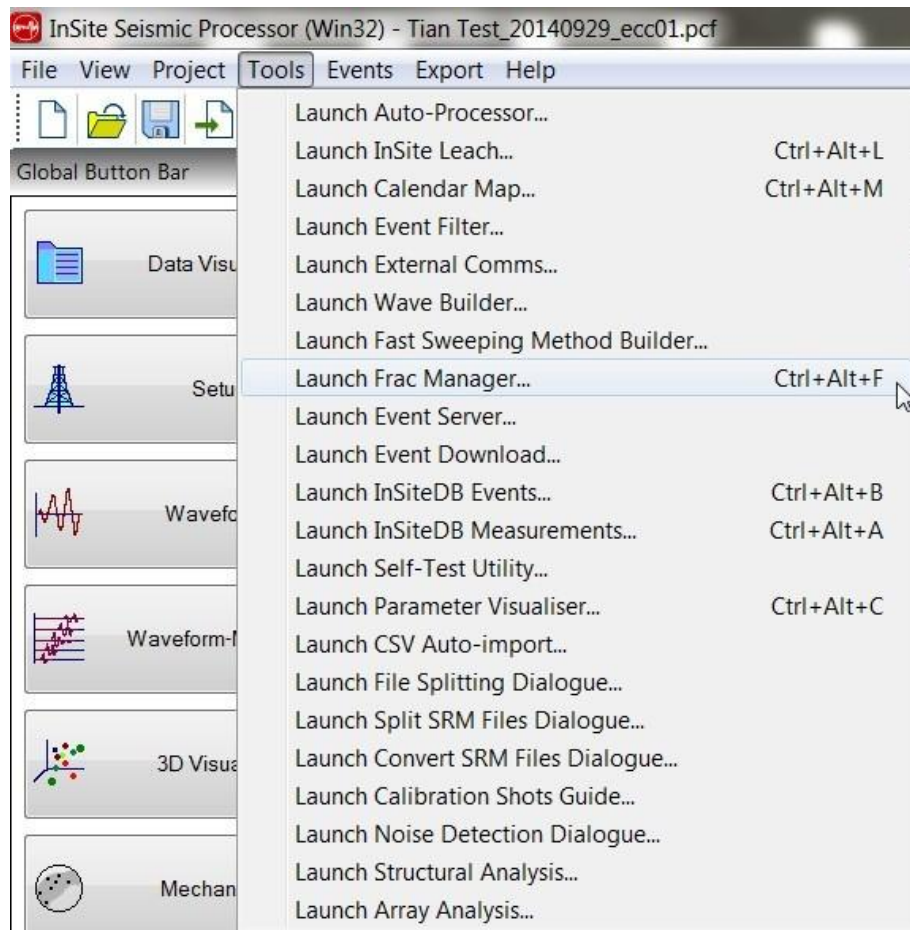 InSite Seismic Processor (Win32) - Tian Test_20140929_ecc01.pcf
File View Project Tools Events Export Help
Global Button Bar
Data Visu
Setu
Wavefo
Waveform-M
3D Visua
Mechan
Launch Auto-Processor...
Launch InSite Leach... Ctrl+Alt+L
Launch Calendar Map... Ctrl+Alt+M
Launch Event Filter...
Launch External Comms...
Launch Wave Builder...
Launch Fast Sweeping Method Builder...
Launch Frac Manager... Ctrl+Alt+F
Launch Event Server...
Launch Event Download...
Launch InSiteDB Events... Ctrl+Alt+B
Launch InSiteDB Measurements... Ctrl+Alt+A
Launch Self-Test Utility...
Launch Parameter Visualiser... Ctrl+Alt+C
Launch CSV Auto-import...
Launch File Splitting Dialogue...
Launch Split SRM Files Dialogue...
Launch Convert SRM Files Dialogue...
Launch Calibration Shots Guide...
Launch Noise Detection Dialogue...
Launch Structural Analysis...
Launch Array Analysis...